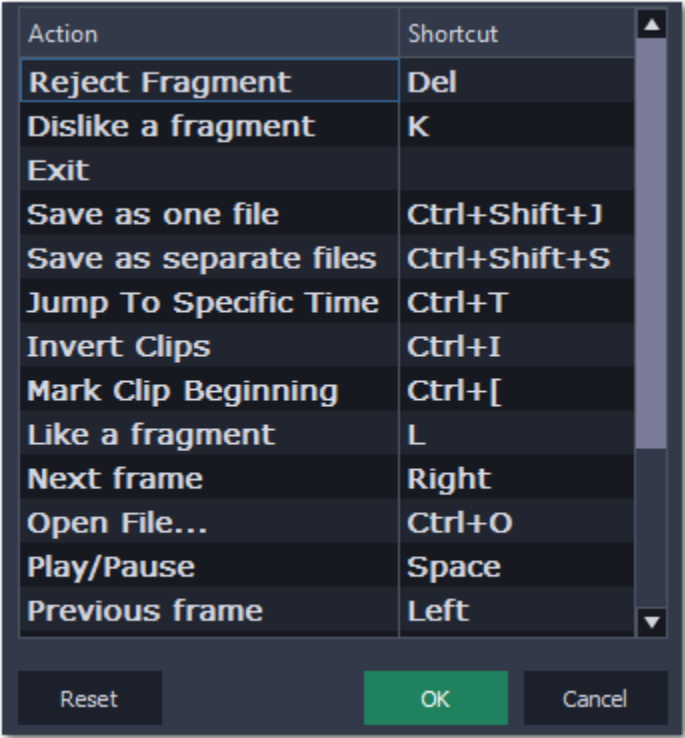 Action Shortcut
Reject Fragment Del
Dislike a fragment K
Exit
Save as one file Ctrl+Shift+J
Save as separate files Ctrl+Shift+S
Jump To Specific Time Ctrl+T
Invert Clips Ctrl+I
Mark Clip Beginning Ctrl+[
Like a fragment L
Next frame Right
Open File... Ctrl+O
Play/Pause Space
Previous frame Left
Reset OK Cancel